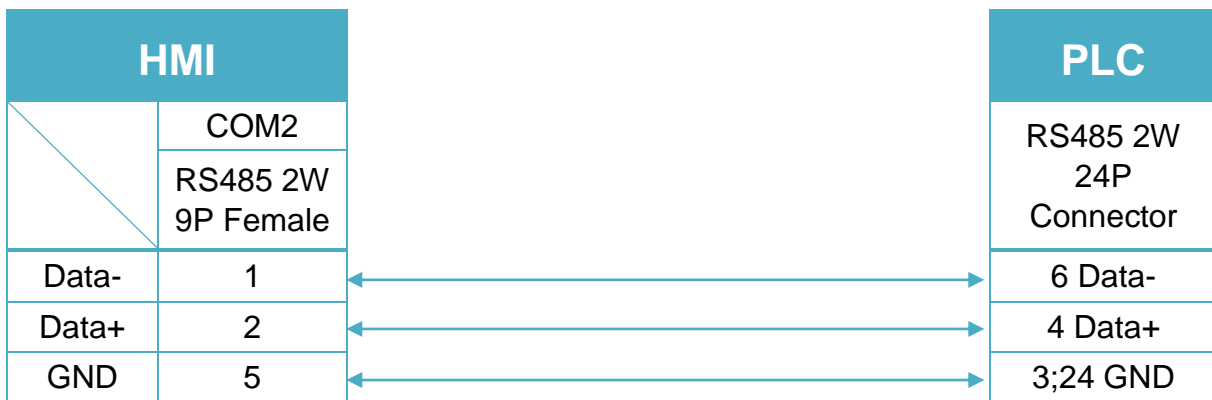 HMI
PLC
COM2
RS485 2W
9P Female
RS485 2W
24P
Connector
Data-
1
6 Data-
Data+
2
4 Data+
GND
5
3;24 GND